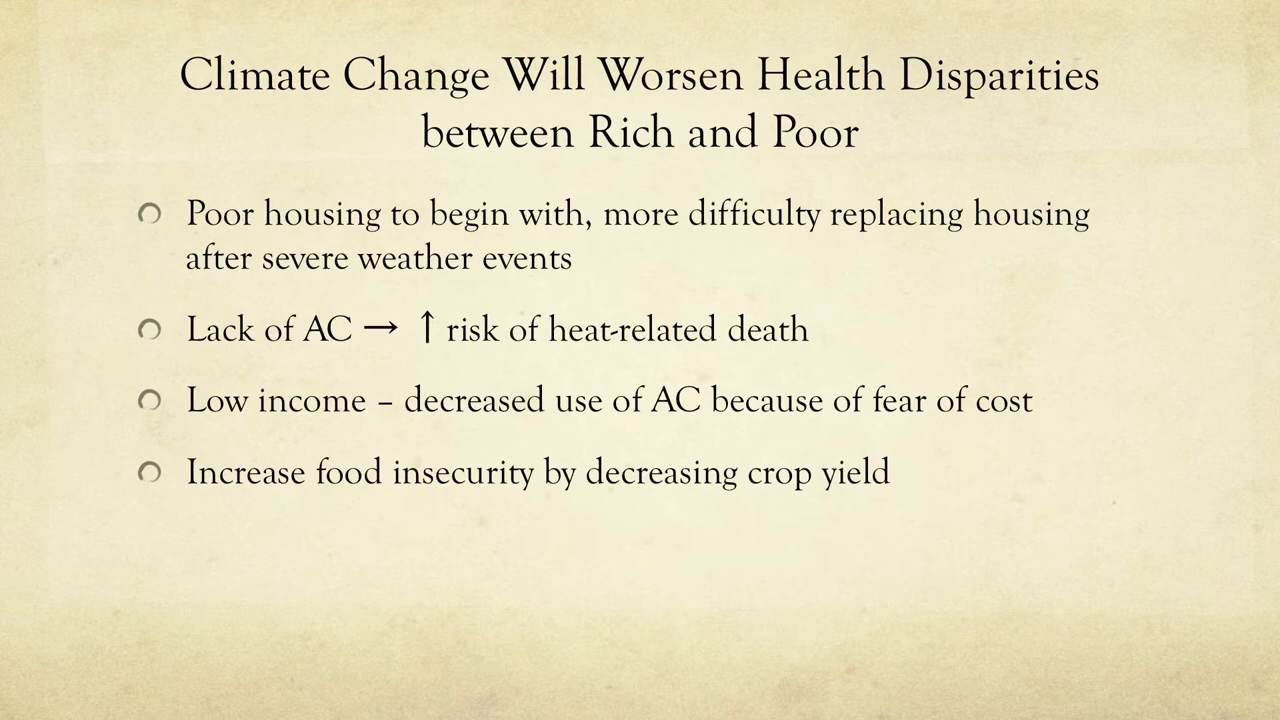 Climate Change Will Worsen Health Disparities
between Rich and Poor
Poor housing to begin with, more difficulty replacing housing
after severe weather events
Lack of AC → ↑ risk of heat-related death
Low income – decreased use of AC because of fear of cost
Increase food insecurity by decreasing crop yield